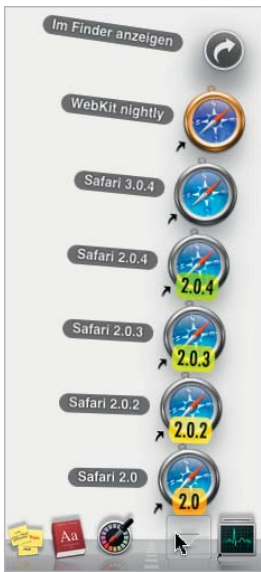 Im Finder anzeigen
WebKit nightly
Safari 3.0.4
Safari 2.0.4
2.0.4
Safari 2.0.3
2.0.3
Safari 2.0.2
2.0.2
Safari 2.0
2.0
Aa